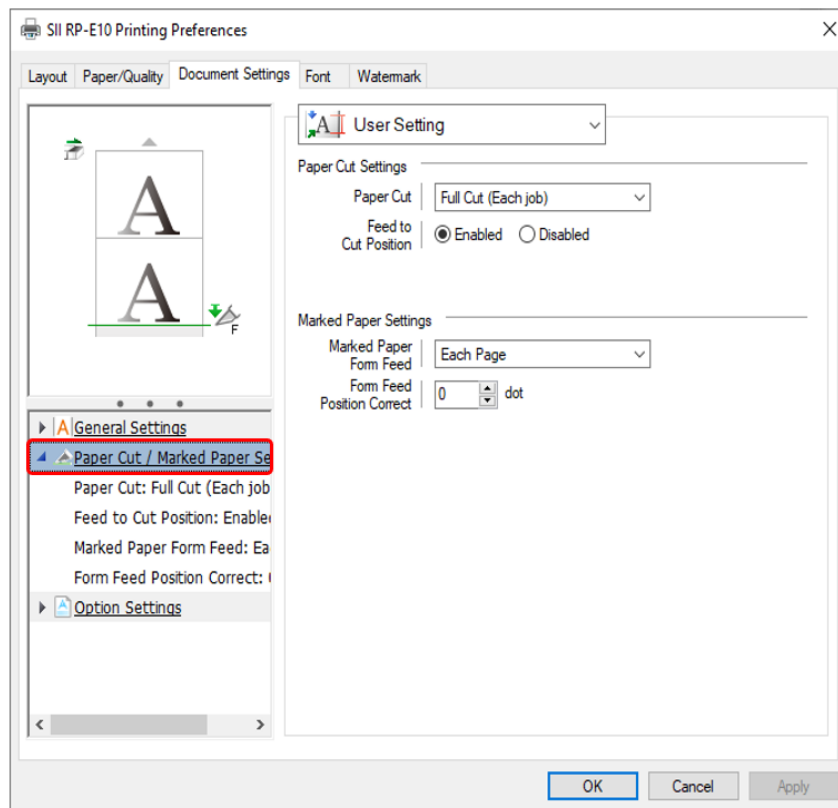 SII RP-E10 Printing Preferences
Layout Paper/Quality Document Settings Font Watermark
A
A
F
General Settings
Paper Cut / Marked Paper Se
Paper Cut: Full Cut (Each job
Feed to Cut Position: Enabled
Marked Paper Form Feed: Ea
Form Feed Position Correct:
Option Settings
User Setting
Paper Cut Settings
Paper Cut Full Cut (Each job)
Feed to
Cut Position Enabled Disabled
Marked Paper Settings
Marked Paper
Form Feed Each Page
Form Feed
Position Correct 0 dot
OK Cancel Apply